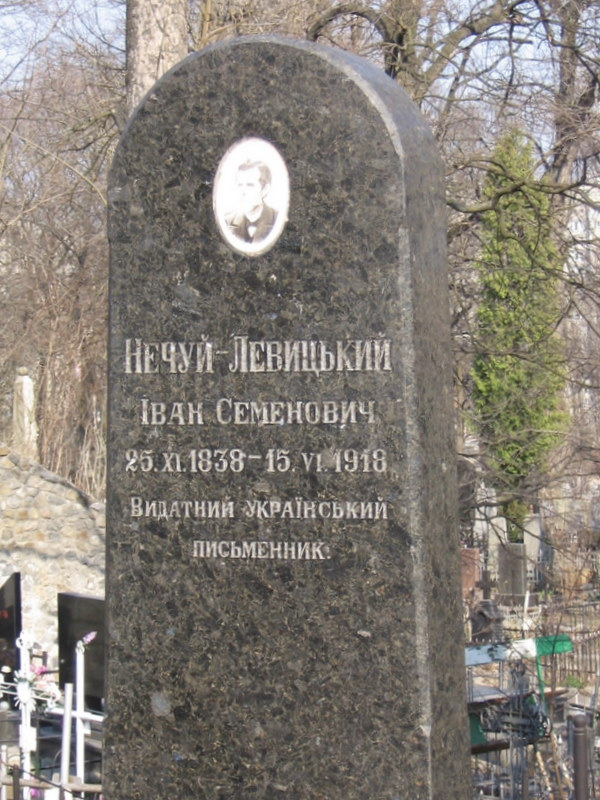 Нечуй-Левицький
Іван Семенович
25.XI.1838-15.VI.1918
Видатний український
письменник.